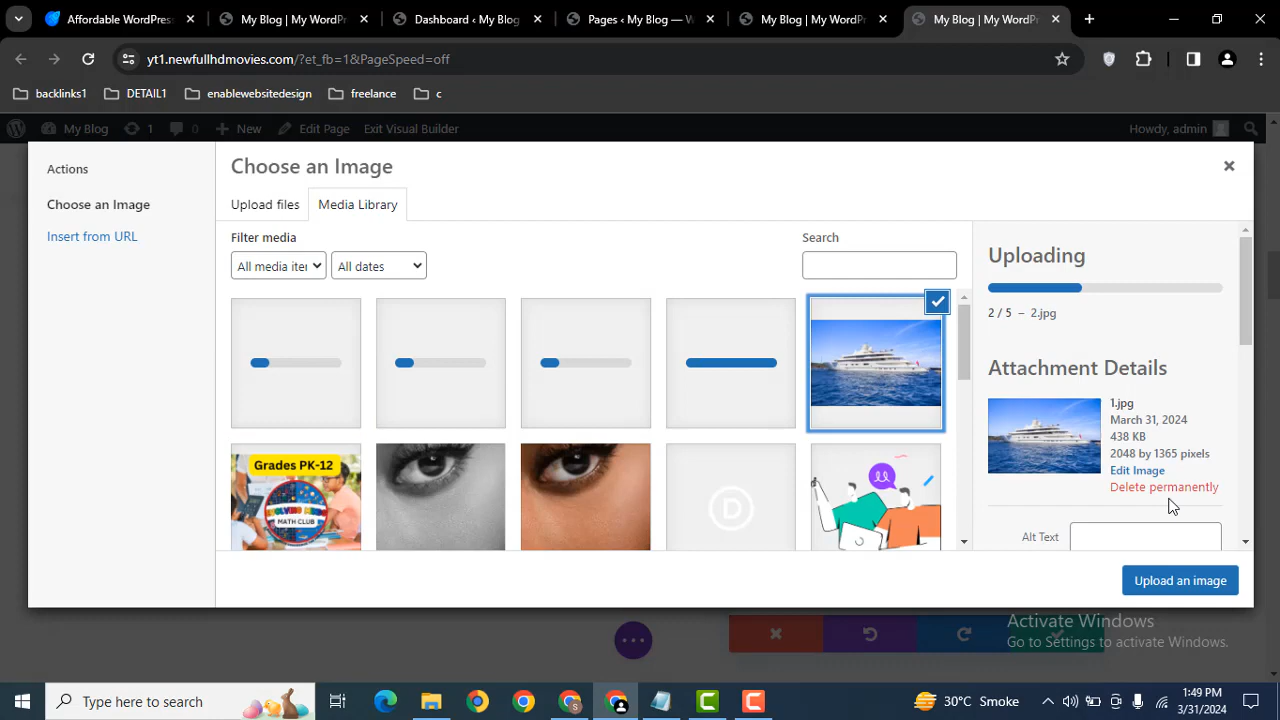 Affordable WordPress
My Blog | My WordPr
Dashboard ‹ My Blog
Pages ‹ My Blog — W
My Blog | My WordPr
My Blog | My WordPr
yt1.newfullhdmovies.com/?et_fb=1&PageSpeed=off
backlinks1
DETAIL1
enablewebsitedesign
freelance
c
My Blog
1
0
New
Edit Page
Exit Visual Builder
Howdy, admin
Actions
Choose an Image
Insert from URL
Choose an Image
Upload files
Media Library
Filter media
All media iter
All dates
Search
Grades PK-12
MATH CLUB
D
Uploading
2 / 5 – 2.jpg
Attachment Details
1.jpg
March 31, 2024
438 KB
2048 by 1365 pixels
Edit Image
Delete permanently
Alt Text
Upload an image
Activate Windows
Go to Settings to activate Windows.
Type here to search
S
30°C Smoke
1:49 PM
3/31/2024